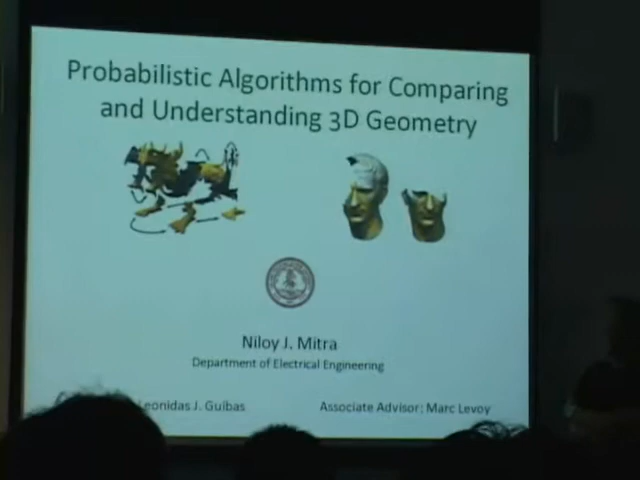 Probabilistic Algorithms for Comparing
and Understanding 3D Geometry
Niloy J. Mitra
Department of Electrical Engineering
Leonidas J. Guibas
Associate Advisor: Marc Levoy